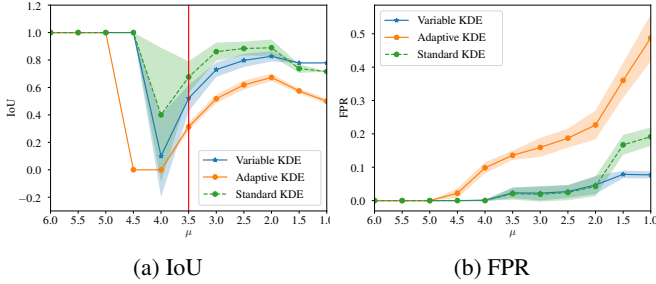 1.2
1.0
0.8
0.6
0.4
0.2
0.0
−0.2
IoU
6.0 5.5 5.0 4.5 4.0 3.5 3.0 2.5 2.0 1.5 1.0
μ
Variable KDE
Adaptive KDE
Standard KDE
(a) IoU
0.5
0.4
0.3
0.2
0.1
0.0
FPR
6.0 5.5 5.0 4.5 4.0 3.5 3.0 2.5 2.0 1.5 1.0
μ
Variable KDE
Adaptive KDE
Standard KDE
(b) FPR